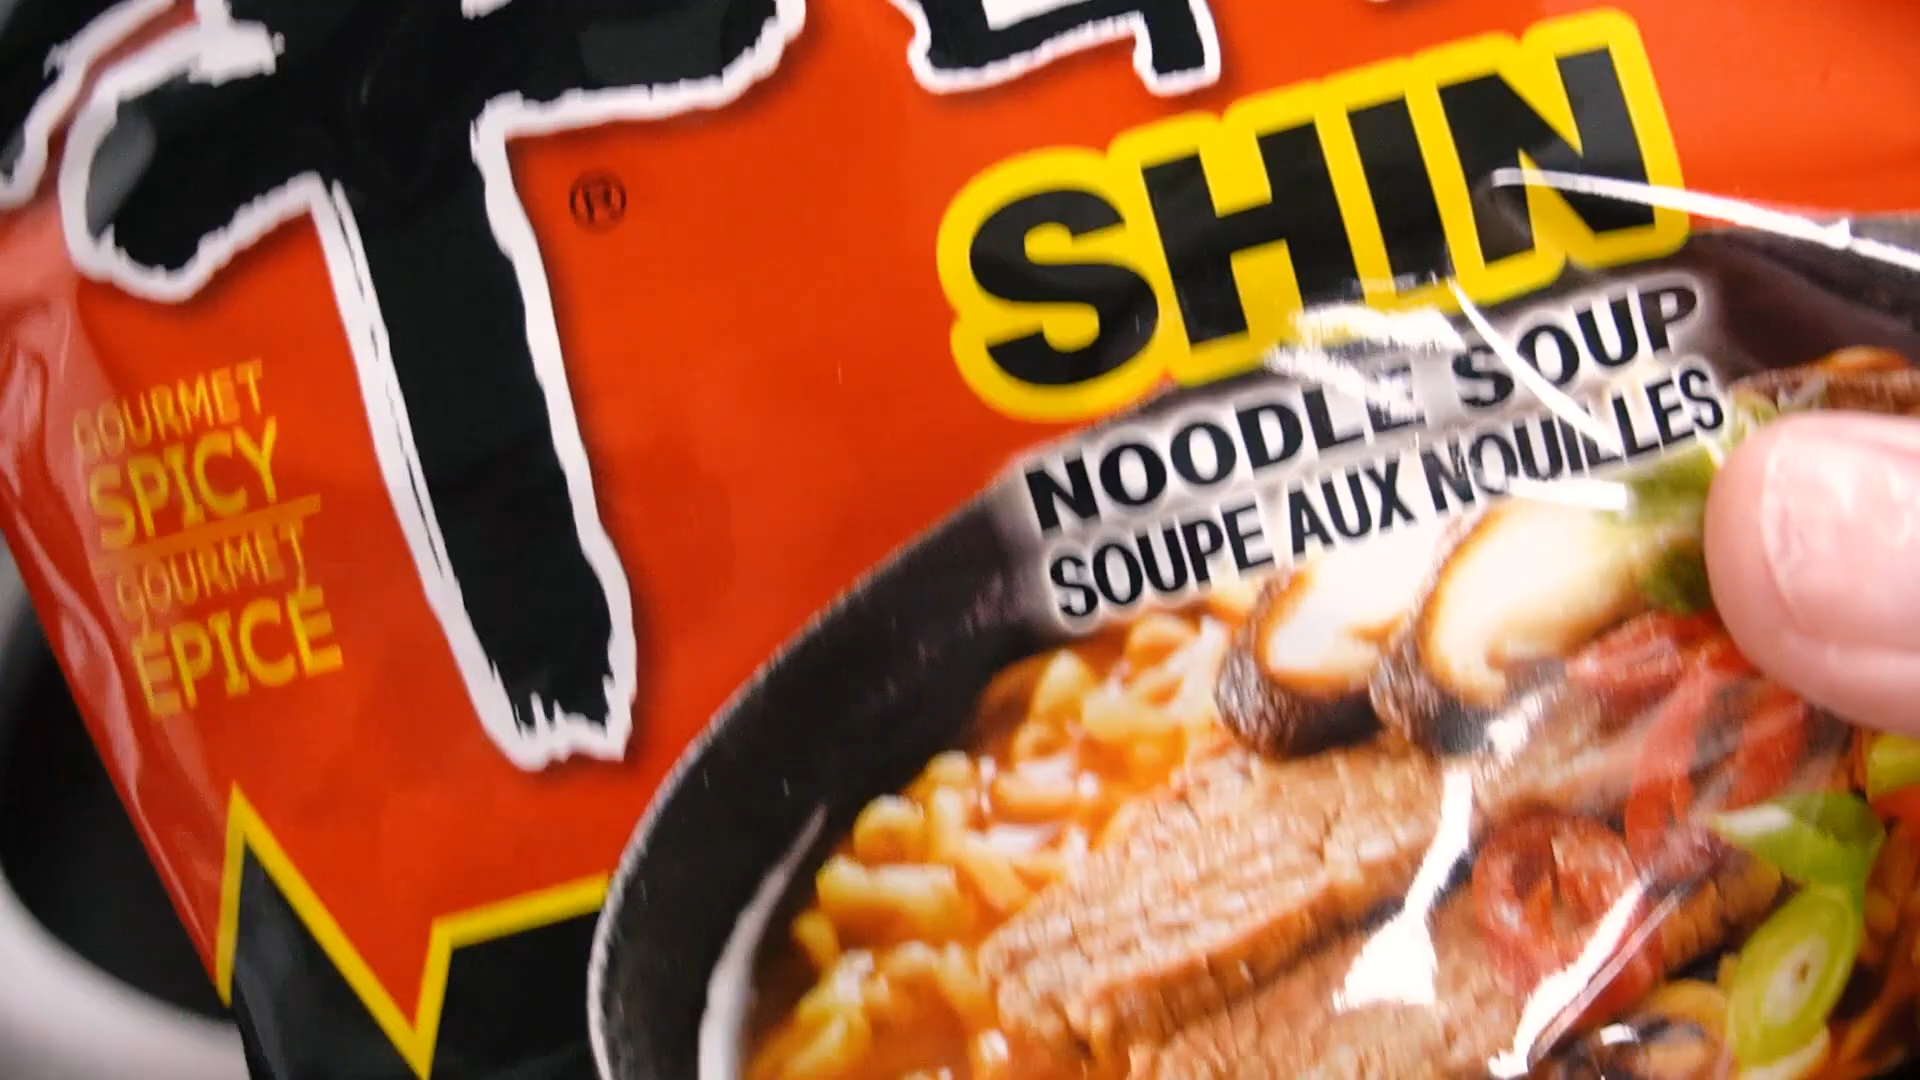 SHIN
NOODLE SOUP
SOUPE AUX NOUILLES
®
GOURMET
SPICY
GOURMET
ÉPICÉ